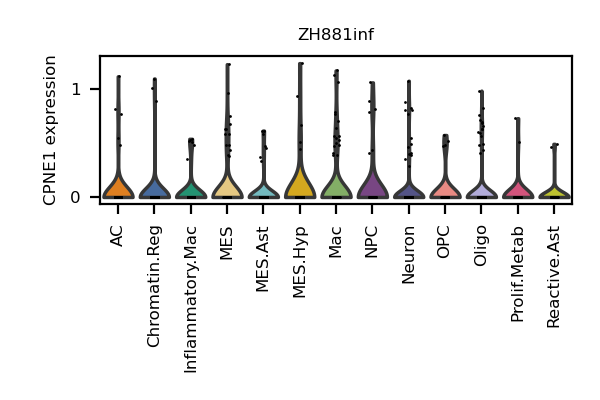 ZH881inf
CPNE1 expression
1
0
AC
Chromatin.Reg
Inflammatory.Mac
MES
MES.Ast
MES.Hyp
Mac
NPC
Neuron
OPC
Oligo
Prolif.Metab
Reactive.Ast